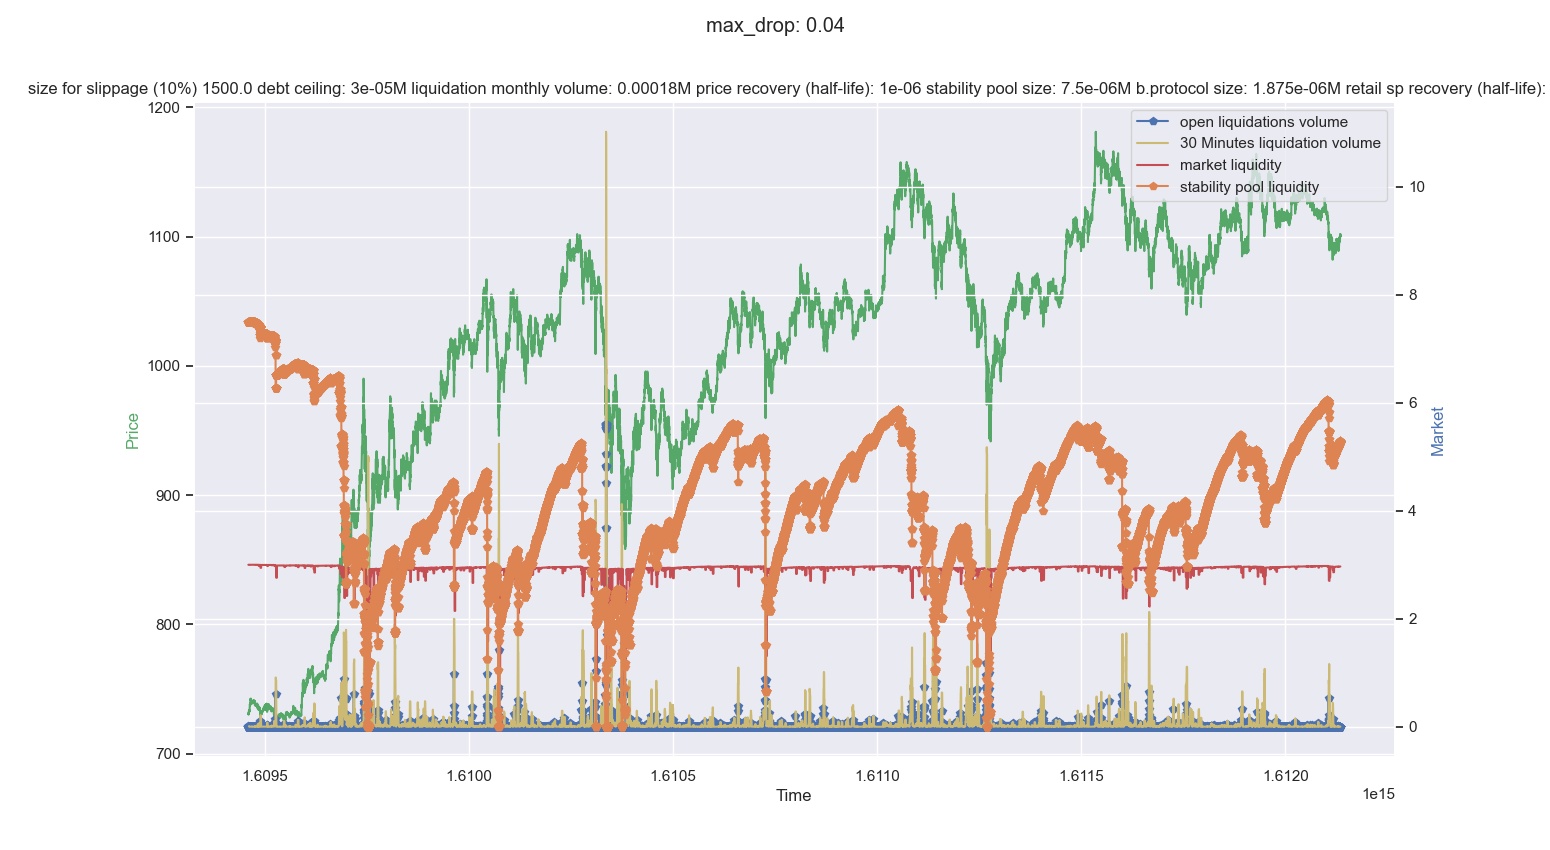 max_drop: 0.04
size for slippage (10%) 1500.0 debt ceiling: 3e-05M liquidation monthly volume: 0.00018M price recovery (half-life): 1e-06 stability pool size: 7.5e-06M b.protocol size: 1.875e-06M retail sp recovery (half-life):
1200
1100
1000
900
800
700
Price
open liquidations volume
30 Minutes liquidation volume
market liquidity
stability pool liquidity
10
8
6
4
2
0
Market
1.6095 1.6100 1.6105 1.6110 1.6115 1.6120
Time
1e15